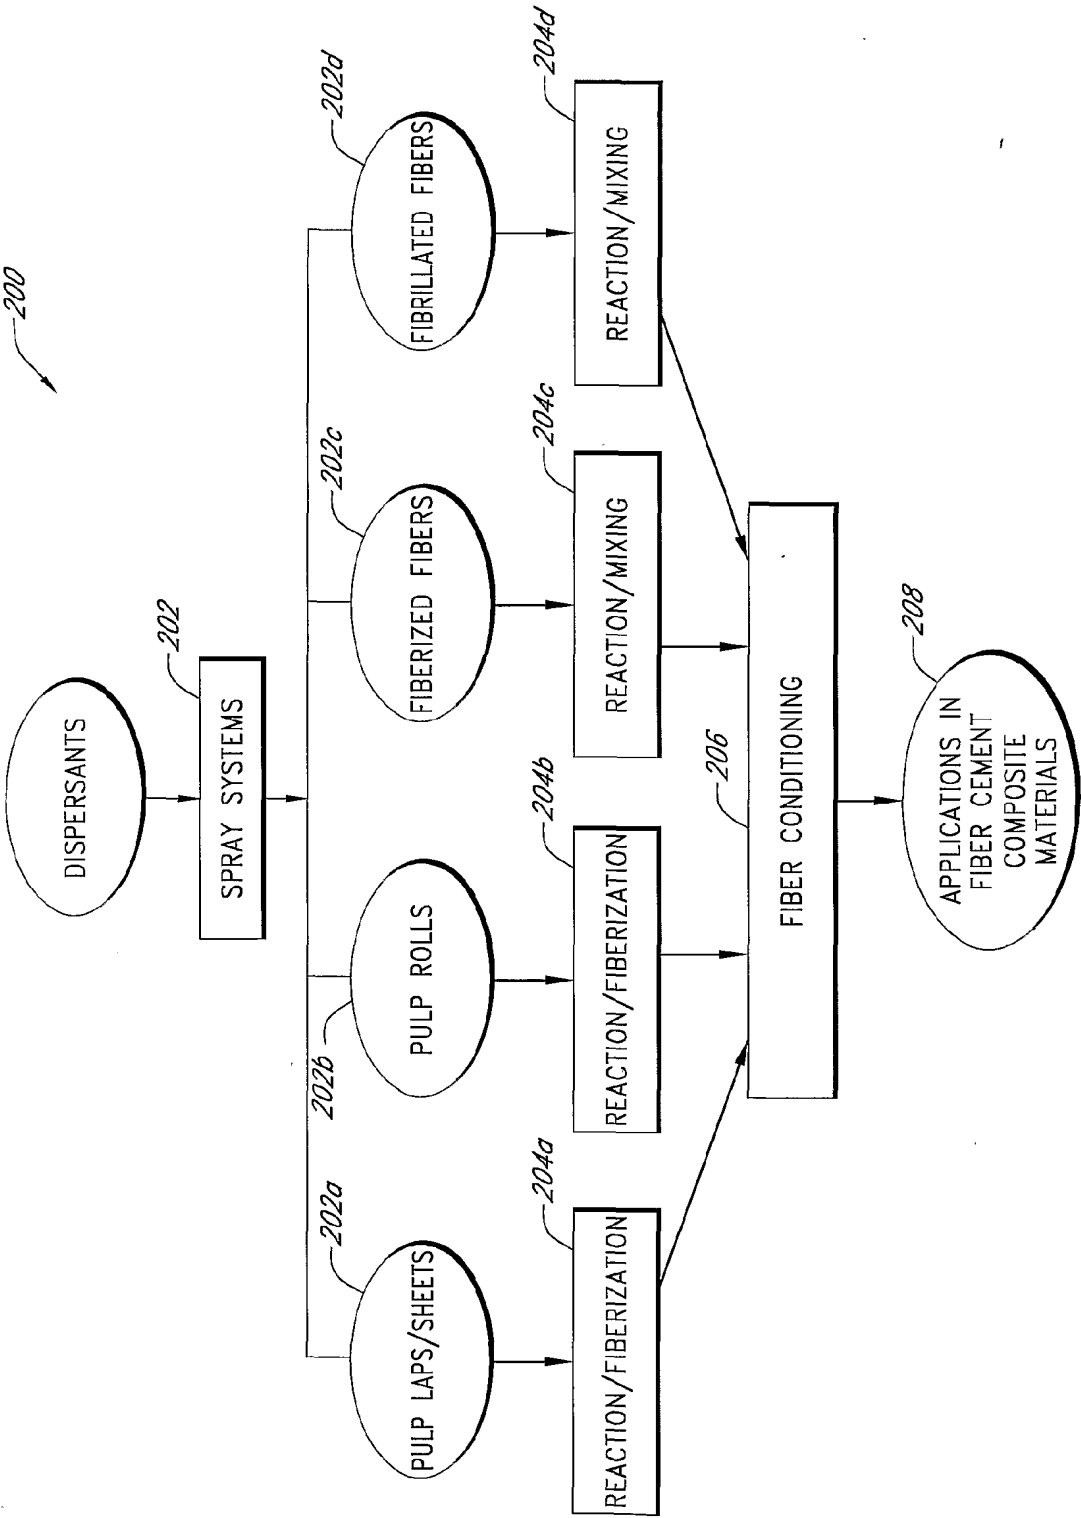 200
DISPERSANTS
202
SPRAY SYSTEMS
202a
PULP LAPS/SHEETS
202b
PULP ROLLS
202c
FIBERIZED FIBERS
202d
FIBRILLATED FIBERS
204a
REACTION/FIBERIZATION
204b
REACTION/FIBERIZATION
204c
REACTION/MIXING
204d
REACTION/MIXING
206
FIBER CONDITIONING
208
APPLICATIONS IN
FIBER CEMENT
COMPOSITE
MATERIALS